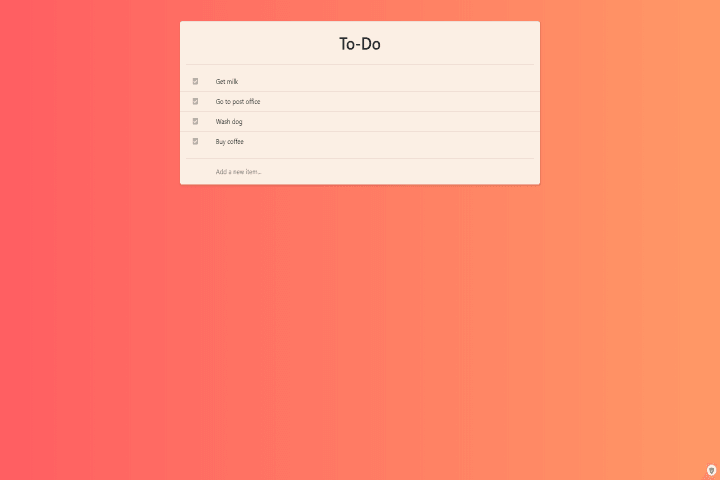 To-Do
Get milk
Go to post office
Wash dog
Buy coffee
Add a new item...